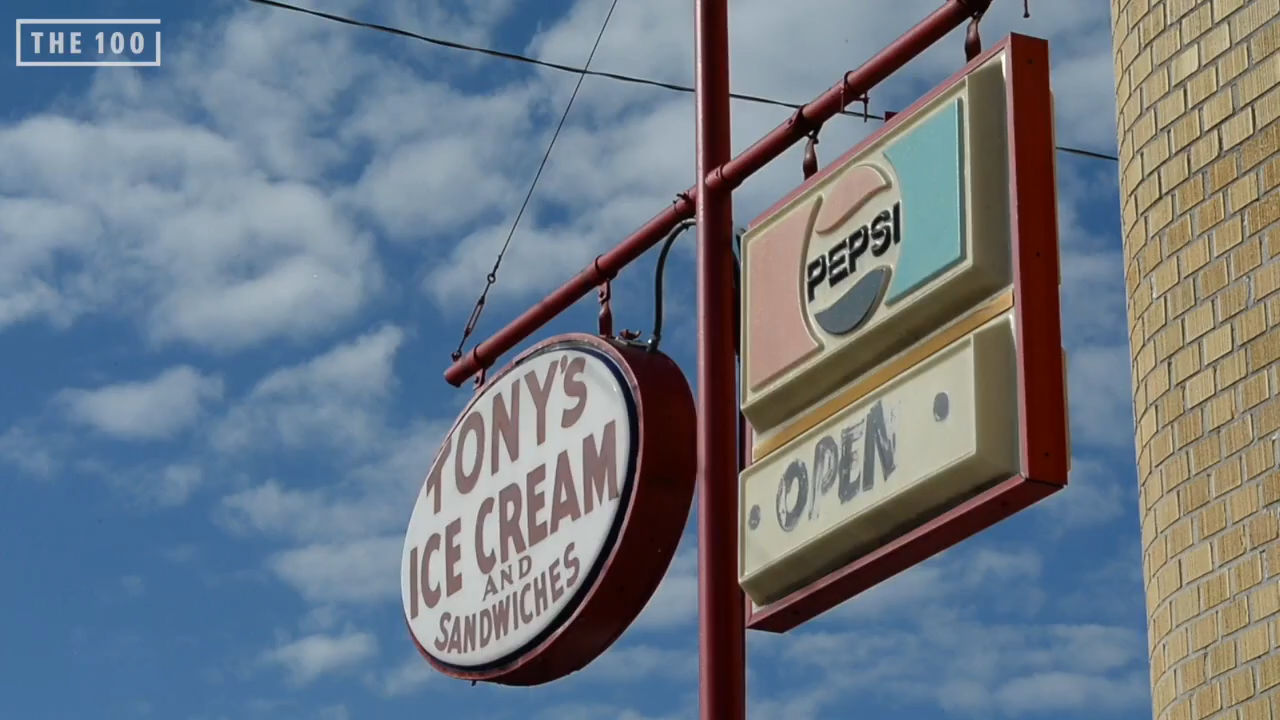 THE 100
PEPSI
OPEN
TONY'S
ICE CREAM
AND
SANDWICHES